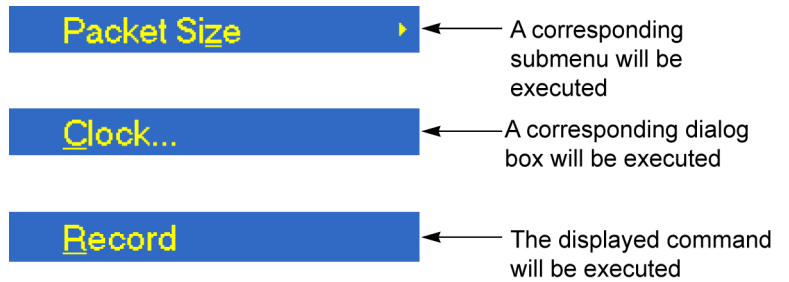 Packet Size
A corresponding
submenu will be
executed
Clock...
A corresponding dialog
box will be executed
Record
The displayed command
will be executed